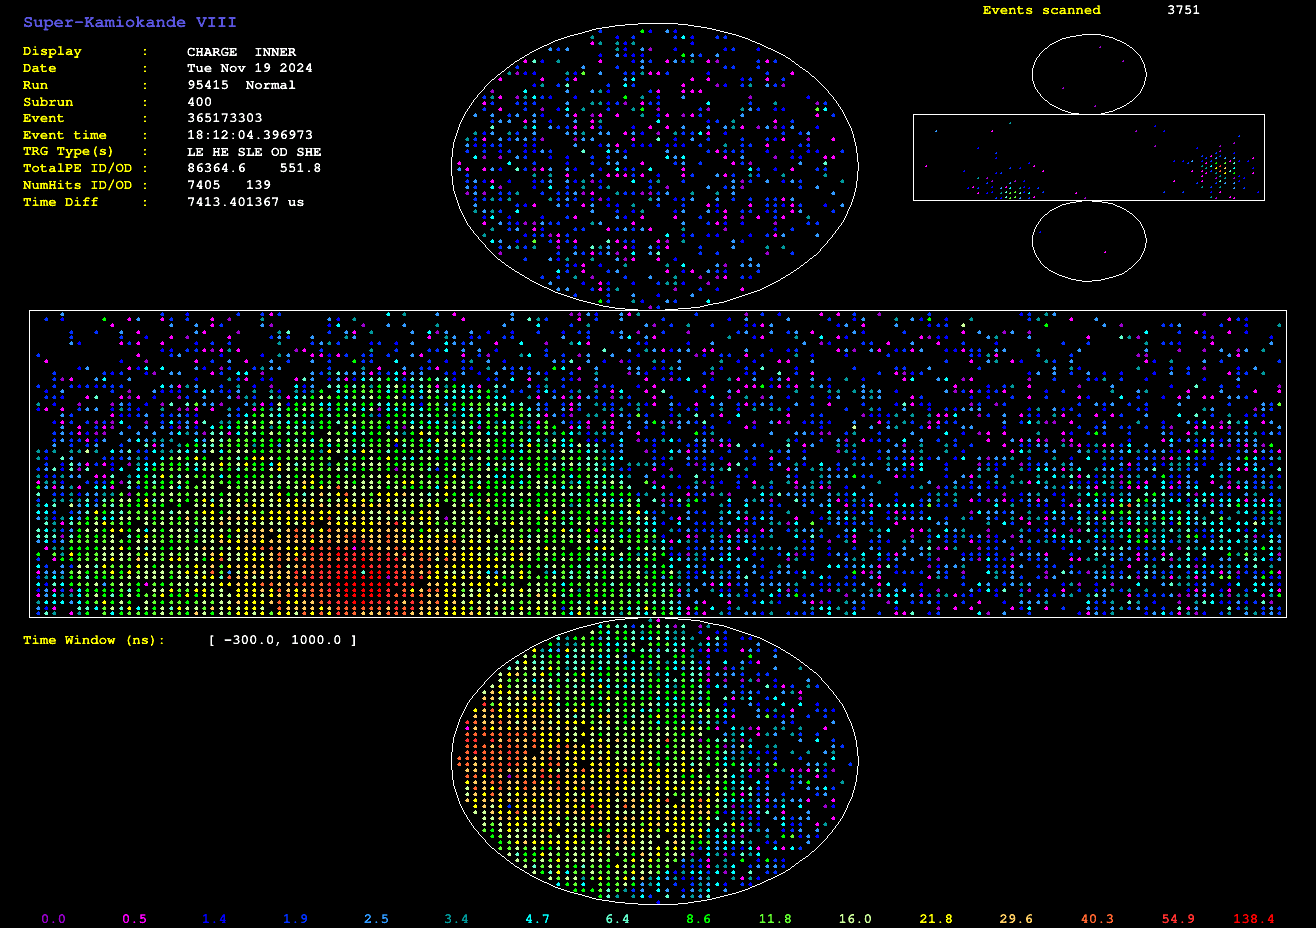 Super-Kamiokande VIII
Events scanned 3751
Display : CHARGE INNER
Date : Tue Nov 19 2024
Run : 95415 Normal
Subrun : 400
Event : 365173303
Event time : 18:12:04.396973
TRG Type(s) : LE HE SLE OD SHE
TotalPE ID/OD : 86364.6 551.8
NumHits ID/OD : 7405 139
Time Diff : 7413.401367 us
Time Window (ns): [ -300.0, 1000.0 ]
0.0 0.5 1.4 1.9 2.5 3.4 4.7 6.4 8.6 11.8 16.0 21.8 29.6 40.3 54.9 138.4